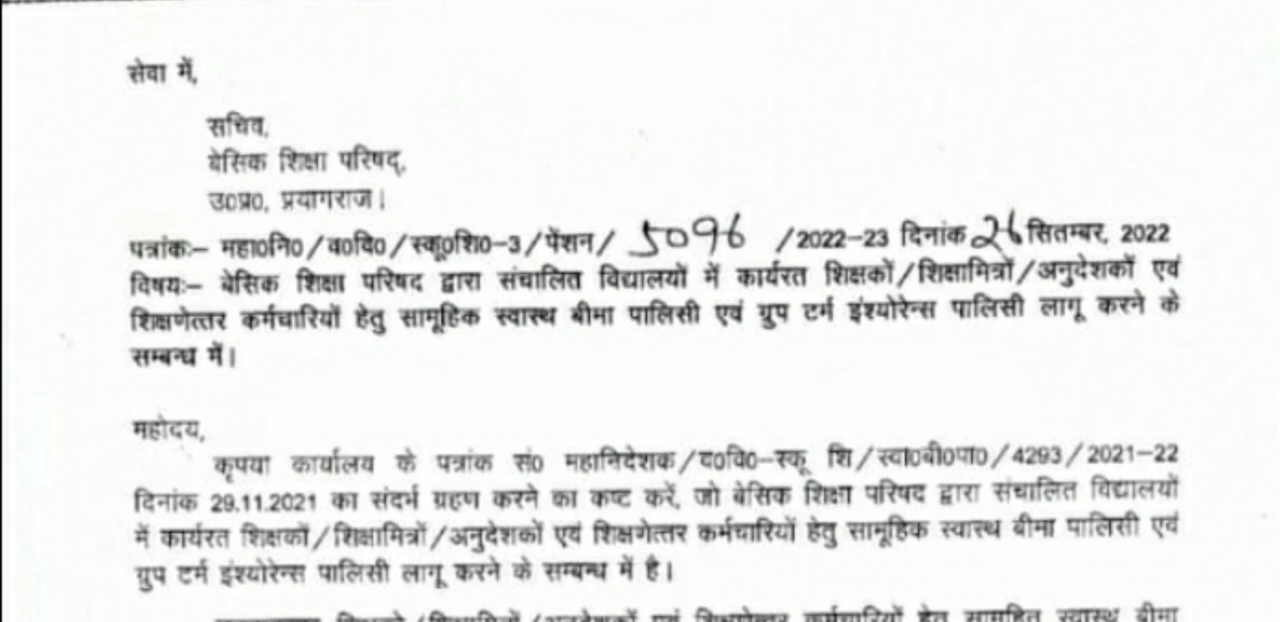 सेवा में,
सचिव,
बेसिक शिक्षा परिषद्,
उ0प्र0, प्रयागराज।
पत्रांकः– महा0नि0/व0वि0/स्कू0शि0-3/पेंशन/ 5096 /2022-23 दिनांक 26 सितम्बर, 2022
विषयः– बेसिक शिक्षा परिषद द्वारा संचालित विद्यालयों में कार्यरत शिक्षकों/शिक्षामित्रों/अनुदेशकों एवं
शिक्षणेत्तर कर्मचारियों हेतु सामूहिक स्वास्थ बीमा पालिसी एवं ग्रुप टर्म इंश्योरेन्स पालिसी लागू करने के
सम्बन्ध में।
महोदय,
कृपया कार्यालय के पत्रांक सं0 महानिदेशक/व0वि0-स्कू शि/स्वा0बी0पा0/4293/2021-22
दिनांक 29.11.2021 का संदर्भ ग्रहण करने का कष्ट करें, जो बेसिक शिक्षा परिषद द्वारा संचालित विद्यालयों
में कार्यरत शिक्षकों/शिक्षामित्रों/अनुदेशकों एवं शिक्षणेत्तर कर्मचारियों हेतु सामूहिक स्वास्थ बीमा पालिसी एवं
ग्रुप टर्म इंश्योरेन्स पालिसी लागू करने के सम्बन्ध में है।